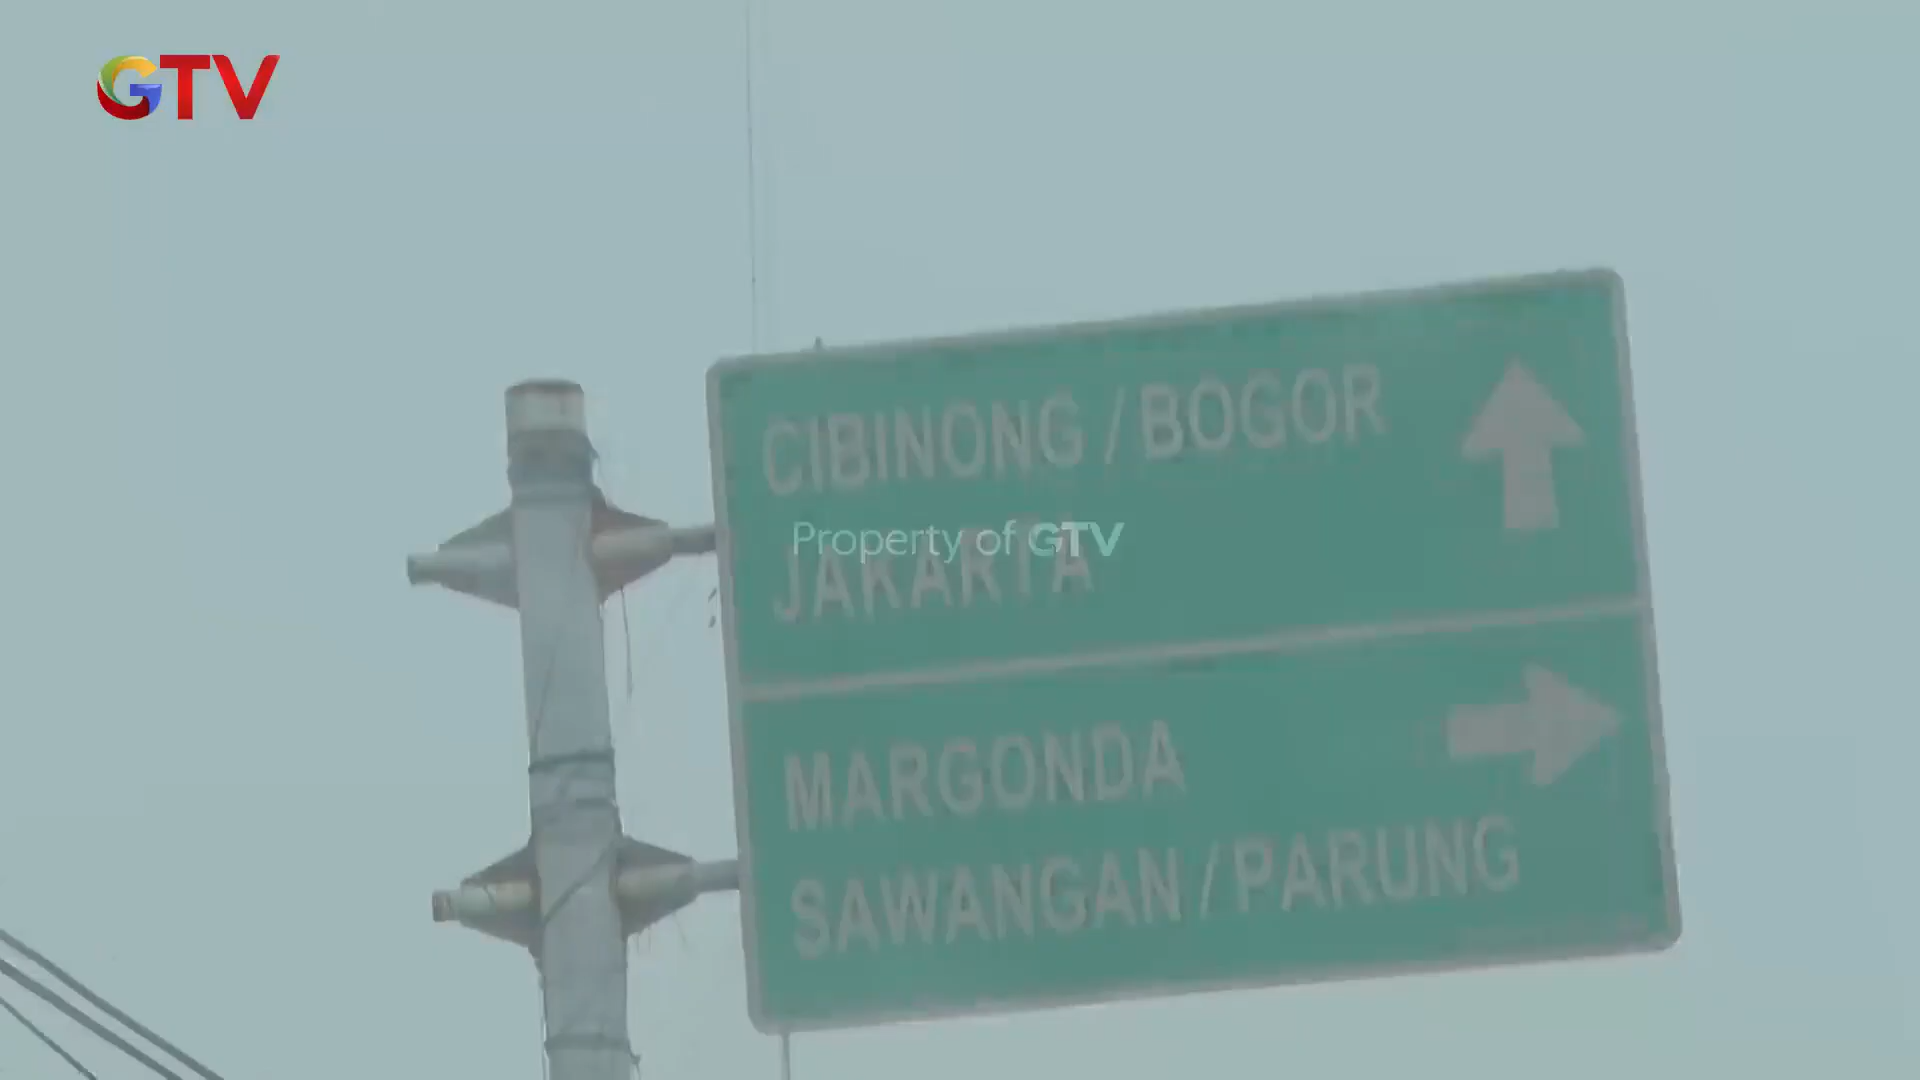 GTV
CIBINONG / BOGOR
Property of GTV
JAKARTA
MARGONDA
SAWANGAN / PARUNG